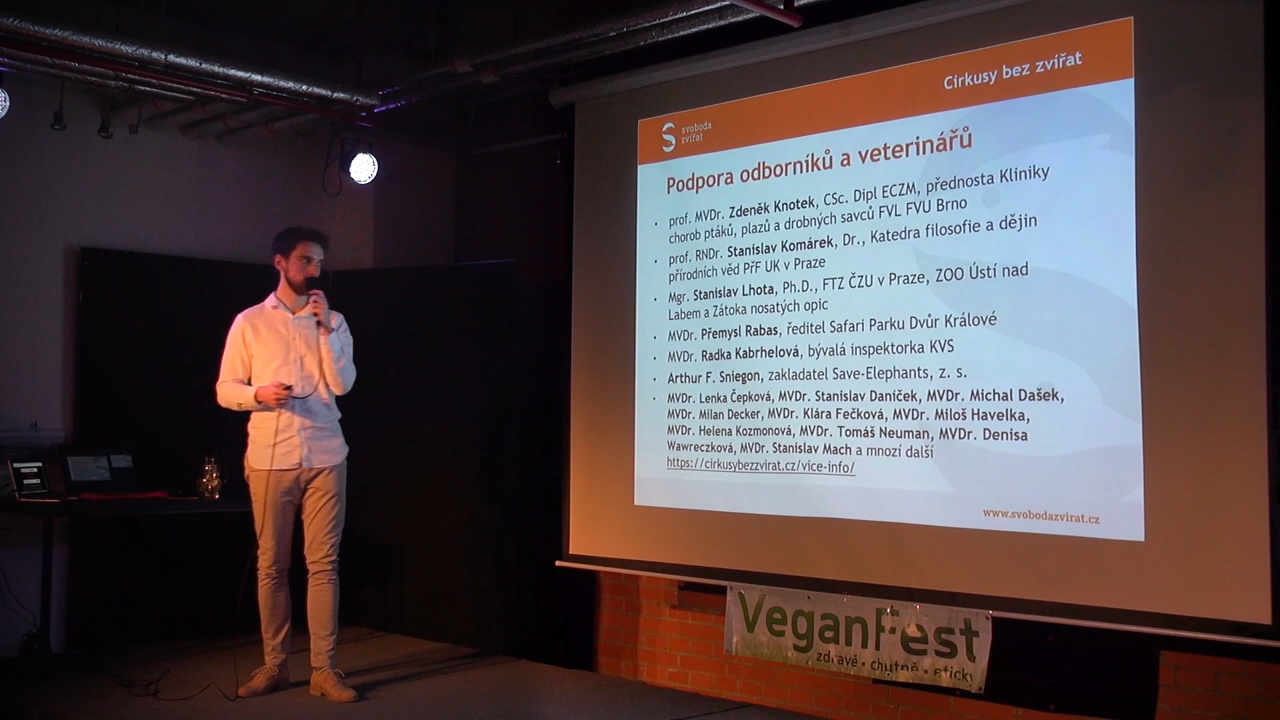 Cirkusy bez zvířat
svoboda
zvířat
Podpora odborníků a veterinářů
• prof. MVDr. Zdeněk Knotek, CSc. Dipl ECZM, přednosta Kliniky
chorob ptáků, plazů a drobných savců FVL FVU Brno
• prof. RNDr. Stanislav Komárek, Dr., Katedra filosofie a dějin
přírodních věd PřF UK v Praze
• Mgr. Stanislav Lhota, Ph.D., FTZ ČZU v Praze, ZOO Ústí nad
Labem a Zátoka nosatých opic
• MVDr. Přemysl Rabas, ředitel Safari Parku Dvůr Králové
• MVDr. Radka Kabrhelová, bývalá inspektorka KVS
• Arthur F. Sniegon, zakladatel Save-Elephants, z. s.
• MVDr. Lenka Čepková, MVDr. Stanislav Daníček, MVDr. Michal Dašek,
MVDr. Milan Decker, MVDr. Klára Fečková, MVDr. Miloš Havelka,
MVDr. Helena Kozmonová, MVDr. Tomáš Neuman, MVDr. Denisa
Wawreczková, MVDr. Stanislav Mach a mnozí další
https://cirkusybezzvirat.cz/vice-info/
www.svobodazvirat.cz
VeganFest
zdravě • chutně • eticky